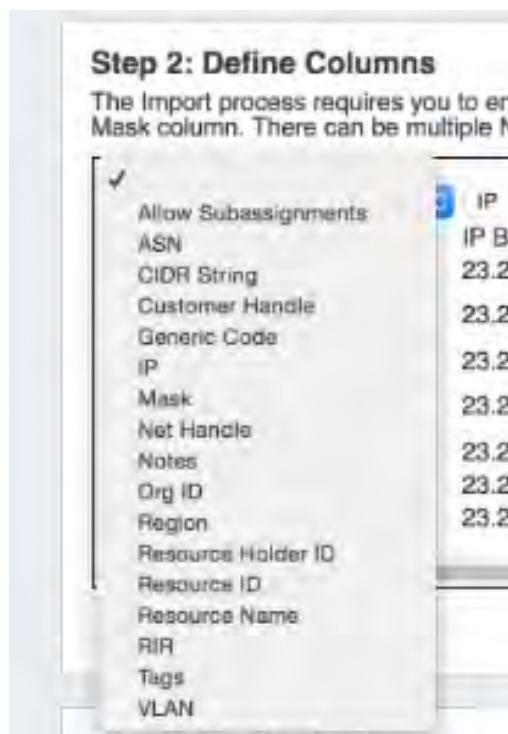 Step 2: Define Columns
The Import process requires you to en
Mask column. There can be multiple N
✓
Allow Subassignments
ASN
CIDR String
Customer Handle
Generic Code
IP
Mask
Net Handle
Notes
Org ID
Region
Resource Holder ID
Resource ID
Resource Name
RIR
Tags
VLAN
IP
IP B
23.2
23.2
23.2
23.2
23.2
23.2
23.2